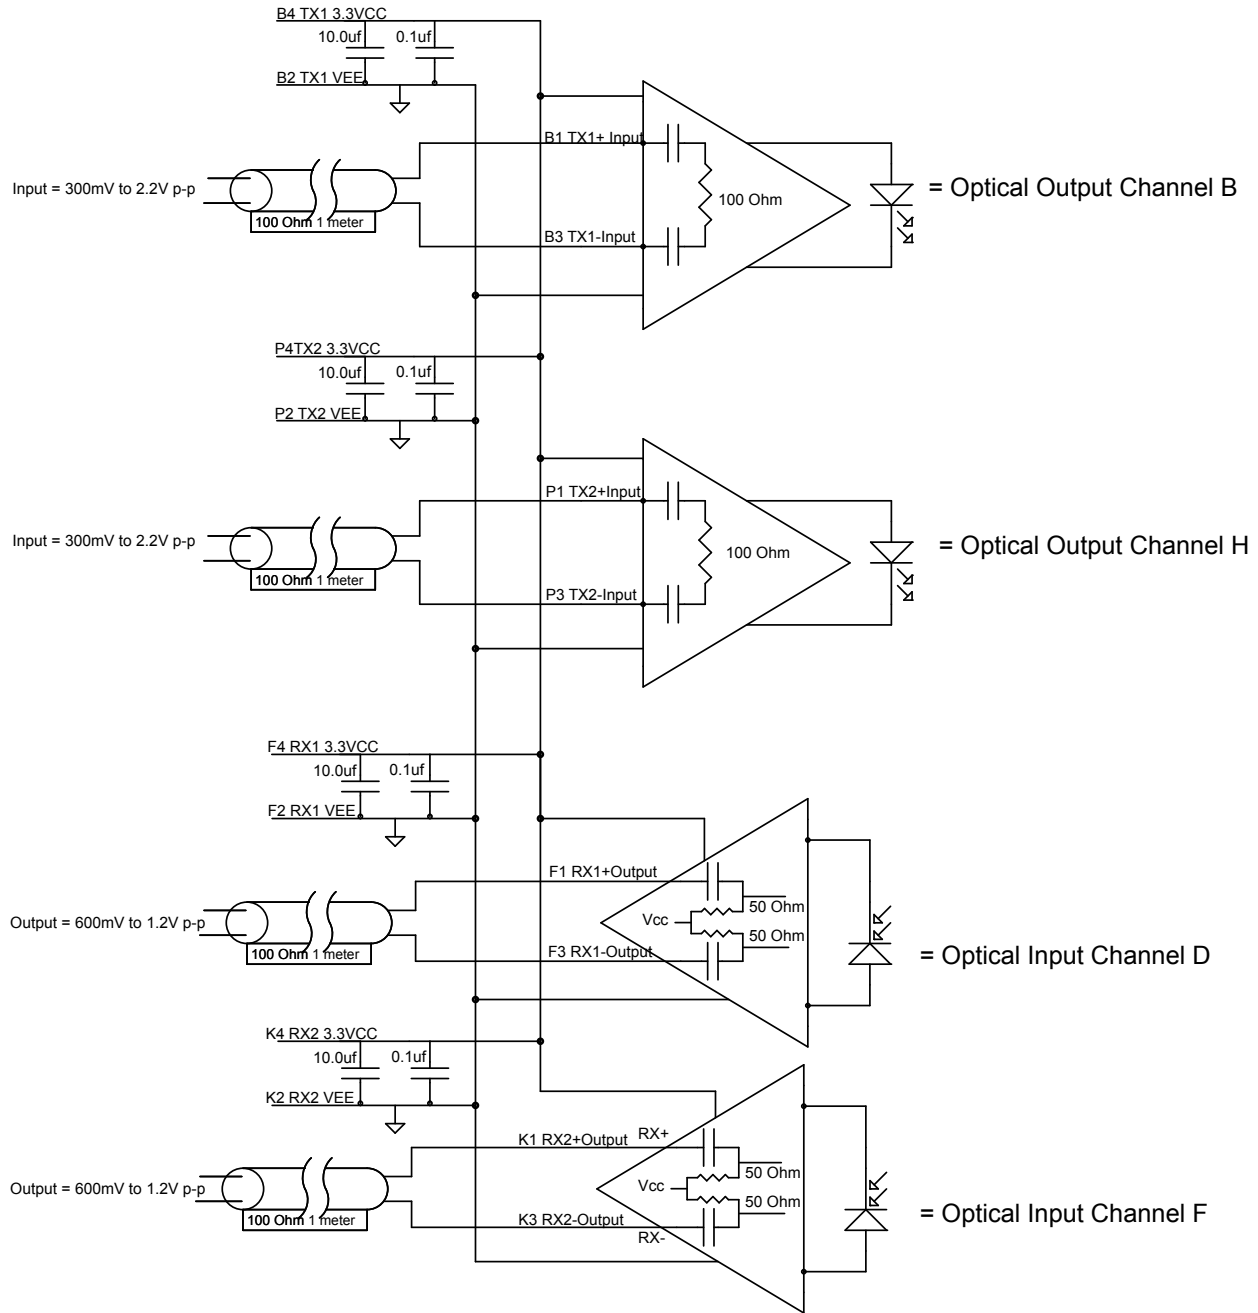 B4 TX1 3.3VCC
10.0uf
0.1uf
B2 TX1 VEE
B1 TX1+ Input
Input = 300mV to 2.2V p-p
100 Ohm 1 meter
100 Ohm
= Optical Output Channel B
B3 TX1-Input
P4TX2 3.3VCC
10.0uf
0.1uf
P2 TX2 VEE
P1 TX2+Input
Input = 300mV to 2.2V p-p
100 Ohm 1 meter
100 Ohm
= Optical Output Channel H
P3 TX2-Input
F4 RX1 3.3VCC
10.0uf
0.1uf
F2 RX1 VEE
F1 RX1+Output
Output = 600mV to 1.2V p-p
100 Ohm 1 meter
Vcc
50 Ohm
50 Ohm
F3 RX1-Output
= Optical Input Channel D
K4 RX2 3.3VCC
10.0uf
0.1uf
K2 RX2 VEE
K1 RX2+Output
RX+
Output = 600mV to 1.2V p-p
100 Ohm 1 meter
Vcc
50 Ohm
50 Ohm
K3 RX2-Output
RX-
= Optical Input Channel F